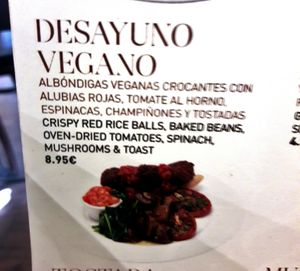 DESAYUNO
VEGANO
ALBÓNDIGAS VEGANAS CROCANTES CON
ALUBIAS ROJAS, TOMATE AL HORNO,
ESPINACAS, CHAMPIÑONES Y TOSTADAS
CRISPY RED RICE BALLS, BAKED BEANS,
OVEN-DRIED TOMATOES, SPINACH,
MUSHROOMS & TOAST
8.95€
TOSTADA